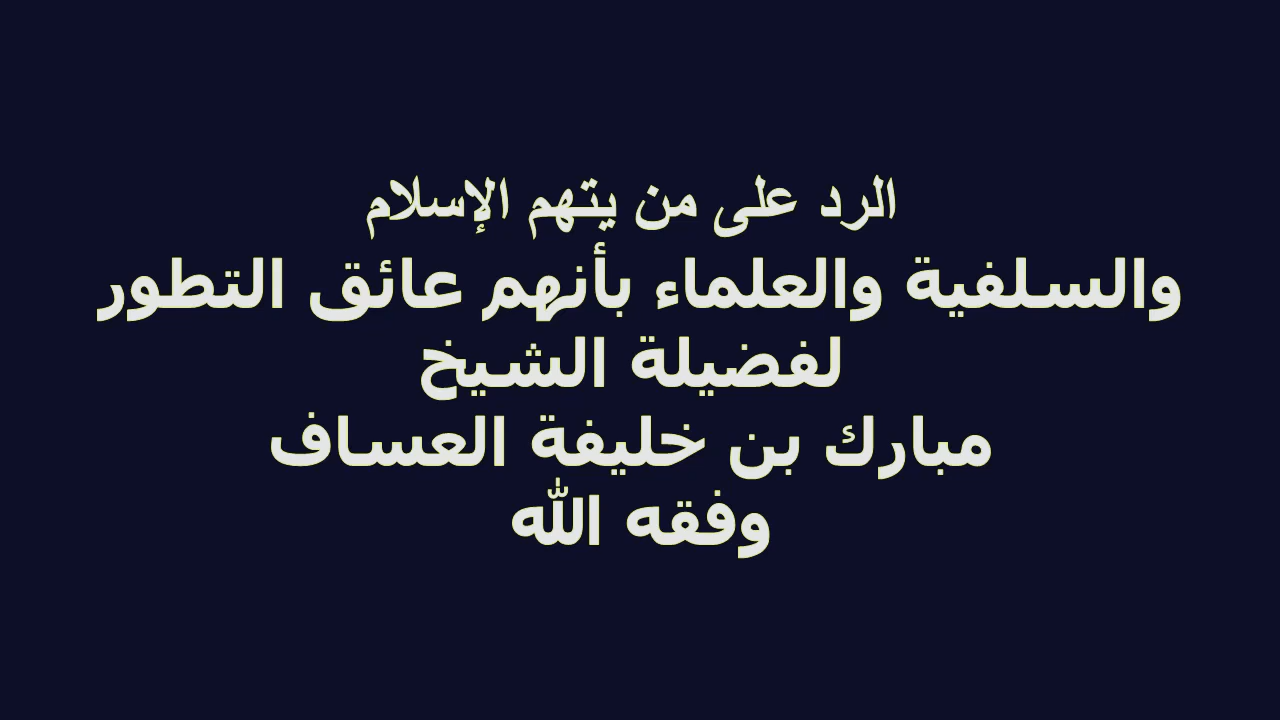 الرد على من يتهم الإسلام
والسلفية والعلماء بأنهم عائق التطور
لفضيلة الشيخ
مبارك بن خليفة العساف
وفقه الله